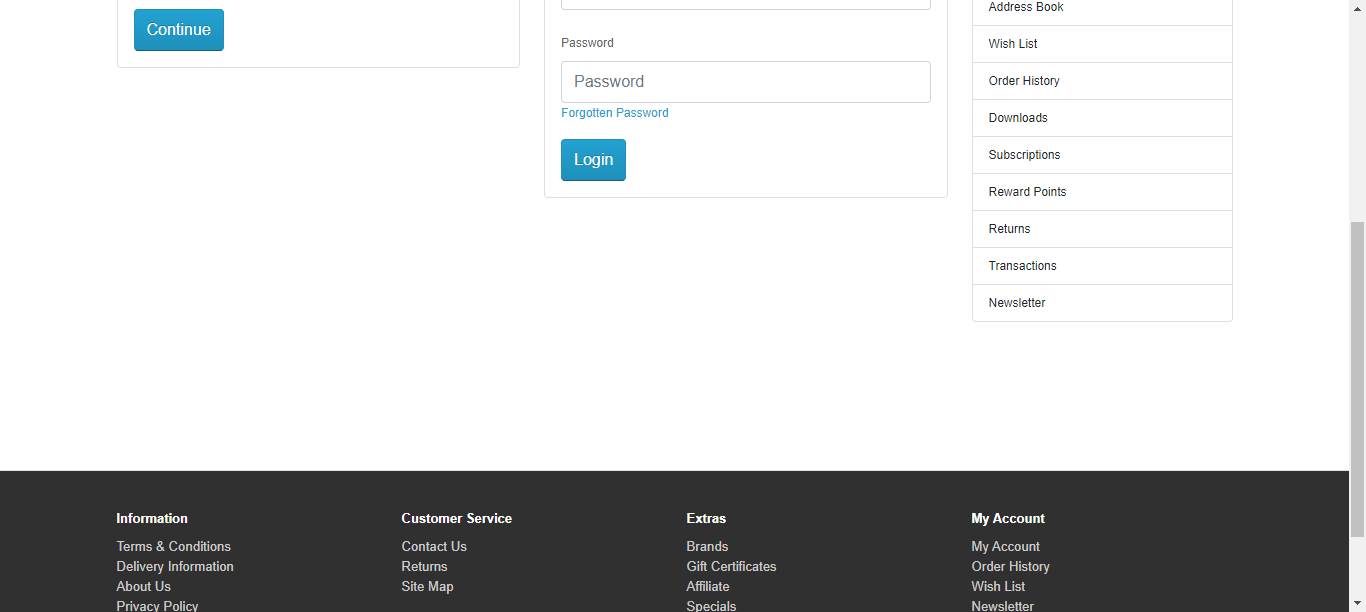 Continue
Password
Password
Forgotten Password
Login
Address Book
Wish List
Order History
Downloads
Subscriptions
Reward Points
Returns
Transactions
Newsletter
Information
Terms & Conditions
Delivery Information
About Us
Privacy Policy
Customer Service
Contact Us
Returns
Site Map
Extras
Brands
Gift Certificates
Affiliate
Specials
My Account
My Account
Order History
Wish List
Newsletter